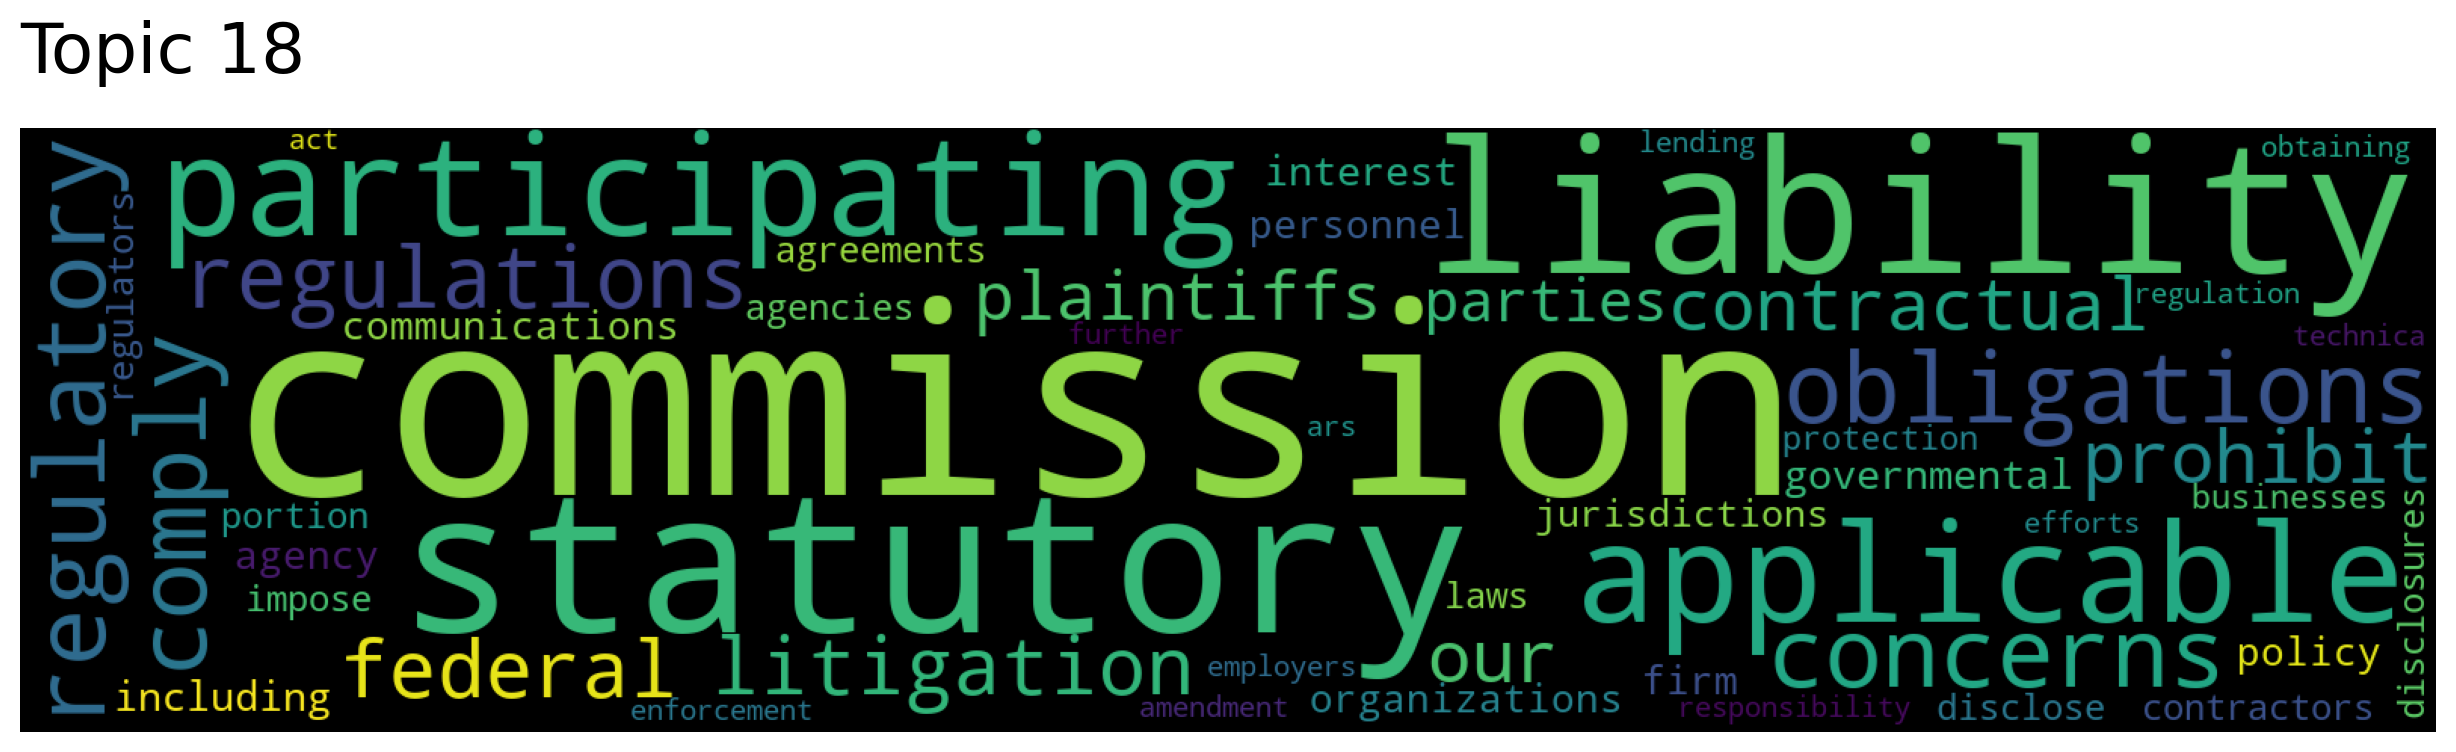 Topic 18
act
participating
interest
liability
lending
obtaining
personnel
regulatory
regulators
regulations
agreements
agencies
plaintiffs
parties
contractual
regulation
communications
further
technica
comply
commission
obligations
ars
protection
prohibit
governmental
businesses
portion
statutory
jurisdictions
efforts
disclosures
agency
applicable
impose
laws
federal
litigation
our
concerns
policy
including
employers
firm
enforcement
amendment
organizations
responsibility
disclose
contractors